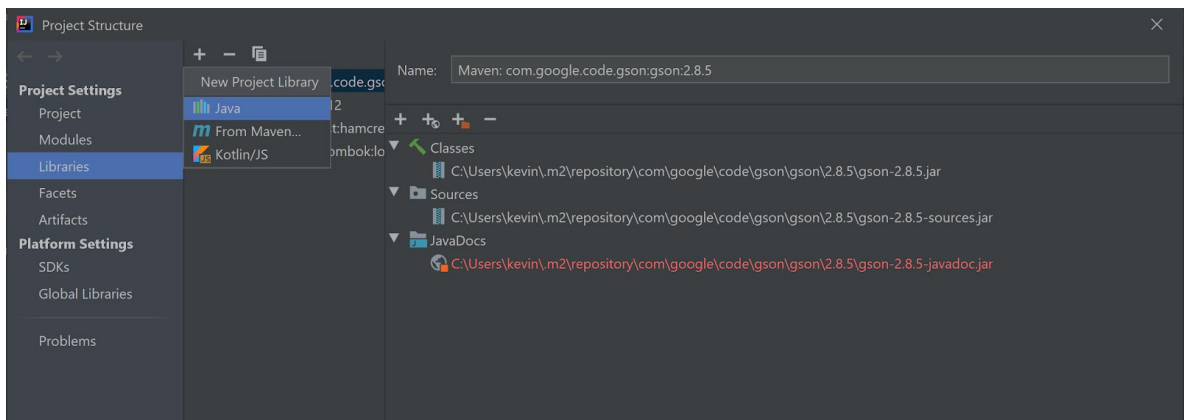 Project Structure
Project Settings
Project
Modules
Libraries
Facets
Artifacts
Platform Settings
SDKs
Global Libraries
Problems
New Project Library
Java
From Maven...
Kotlin/JS
.code.gso
12
t:hamcre
ombok:lo
Name: Maven: com.google.code.gson:gson:2.8.5
Classes
C:\Users\kevin\.m2\repository\com\google\code\gson\gson\2.8.5\gson-2.8.5.jar
Sources
C:\Users\kevin\.m2\repository\com\google\code\gson\gson\2.8.5\gson-2.8.5-sources.jar
JavaDocs
C:\Users\kevin\.m2\repository\com\google\code\gson\gson\2.8.5\gson-2.8.5-javadoc.jar